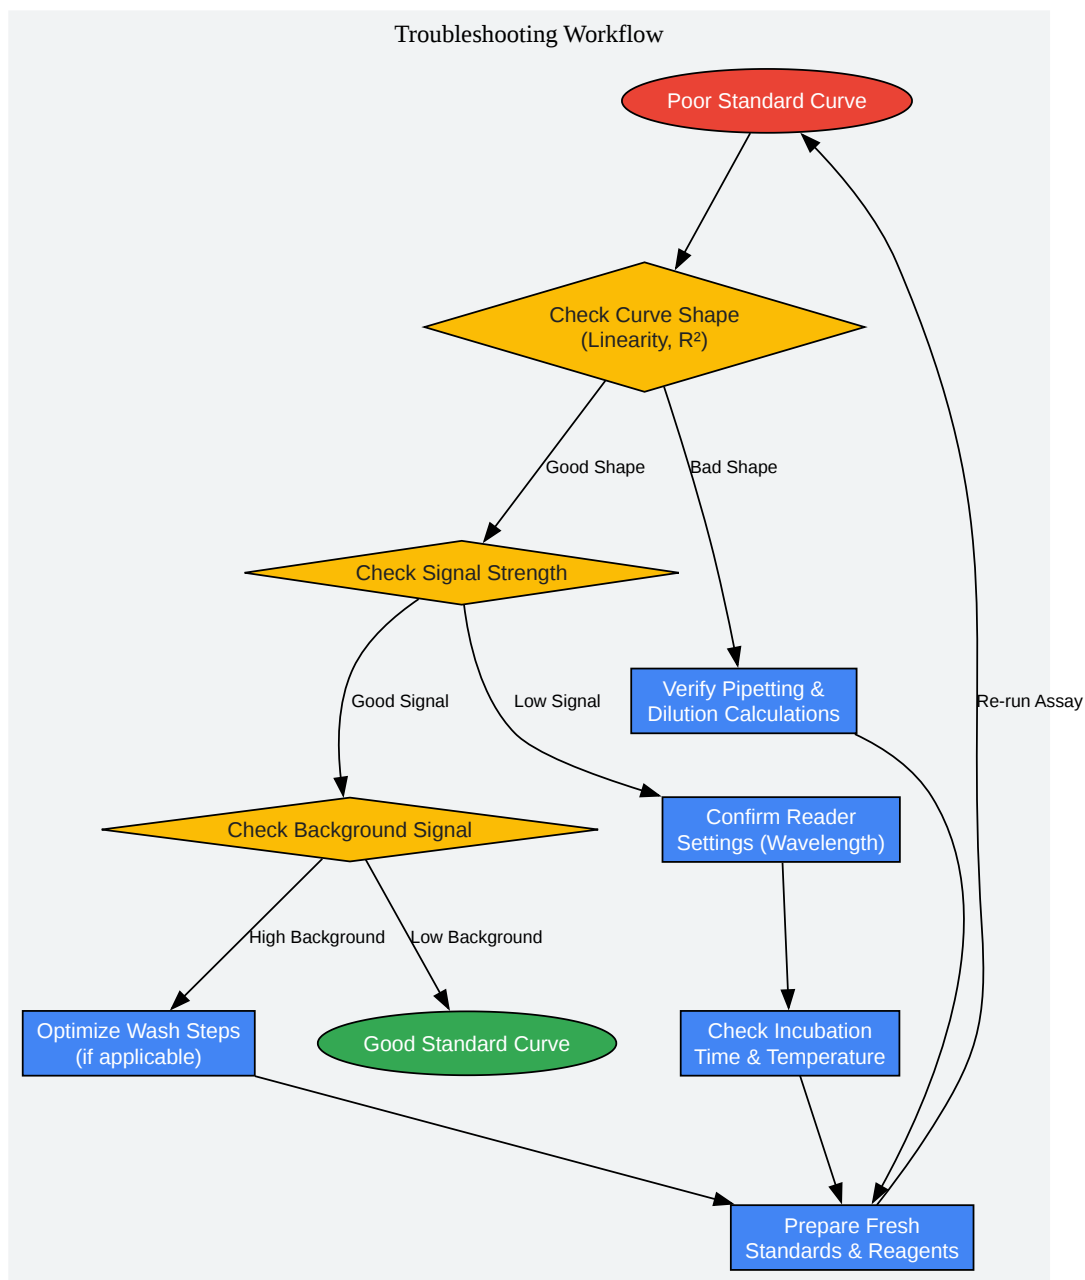 Troubleshooting Workflow
Poor Standard Curve
Check Curve Shape
(Linearity, R²)
Good Shape
Bad Shape
Check Signal Strength
Verify Pipetting &
Dilution Calculations
Good Signal
Low Signal
Re-run Assay
Confirm Reader
Settings (Wavelength)
Check Background Signal
High Background
Low Background
Optimize Wash Steps
(if applicable)
Good Standard Curve
Check Incubation
Time & Temperature
Prepare Fresh
Standards & Reagents